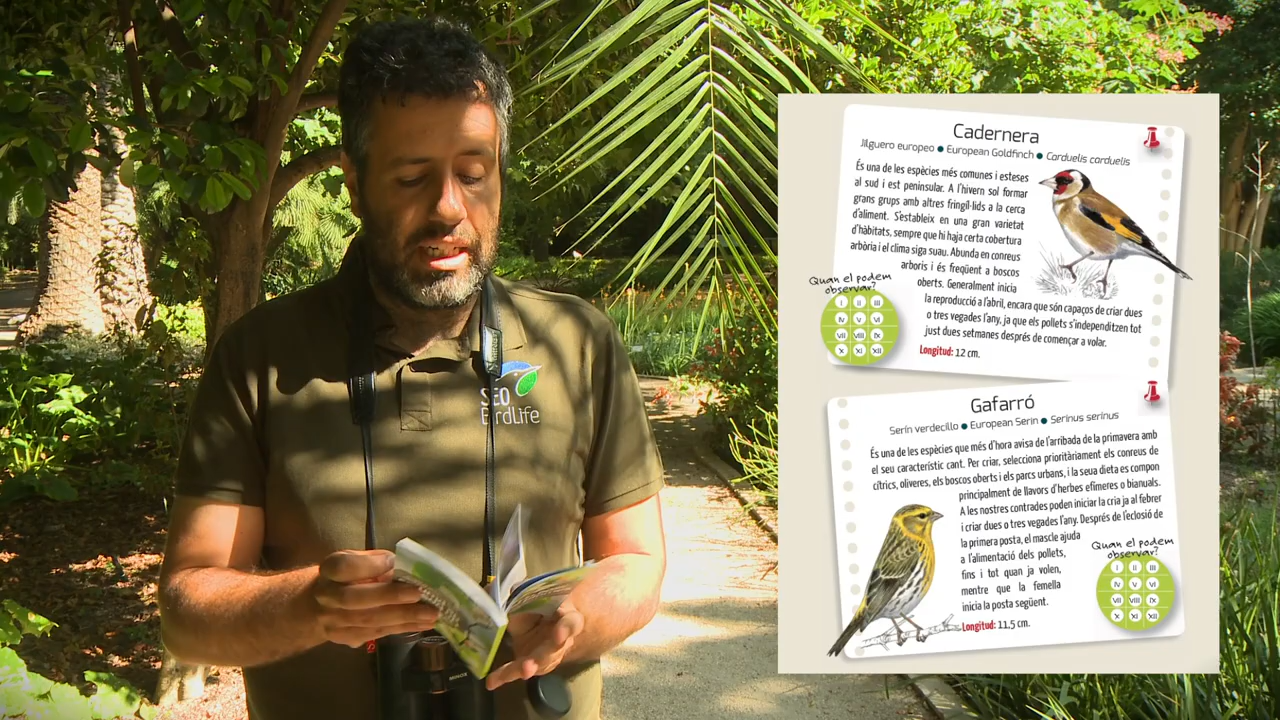 SEO
BirdLife
MINOX
Cadernera
Jilguero europeo ● European Goldfinch ● Carduelis carduelis
És una de les espècies més comunes i esteses
al sud i est peninsular. A l'hivern sol formar
grans grups amb altres fringíl·lids a la cerca
d'aliment. S'estableix en una gran varietat
d'hàbitats, sempre que hi haja certa cobertura
arbòria i el clima siga suau. Abunda en conreus
arboris i és freqüent a boscos
oberts. Generalment inicia
la reproducció a l'abril, encara que són capaços de criar dues
o tres vegades l'any, ja que els pollets s'independitzen tot
just dues setmanes després de començar a volar.
Longitud: 12 cm.
Quan el podem
observar?
I II III
IV V VI
VII VIII IX
X XI XII
Gafarró
Serín verdecillo ● European Serin ● Serinus serinus
És una de les espècies que més d'hora avisa de l'arribada de la primavera amb
el seu característic cant. Per criar, selecciona prioritàriament els conreus de
cítrics, oliveres, els boscos oberts i els parcs urbans, i la seua dieta es compon
principalment de llavors d'herbes efímeres o bianuals.
A les nostres contrades poden iniciar la cria ja al febrer
i criar dues o tres vegades l'any. Després de l'eclosió de
la primera posta, el mascle ajuda
a l'alimentació dels pollets,
fins i tot quan ja volen,
mentre que la femella
inicia la posta següent.
Longitud: 11,5 cm.
Quan el podem
observar?
I II III
IV V VI
VII VIII IX
X XI XII